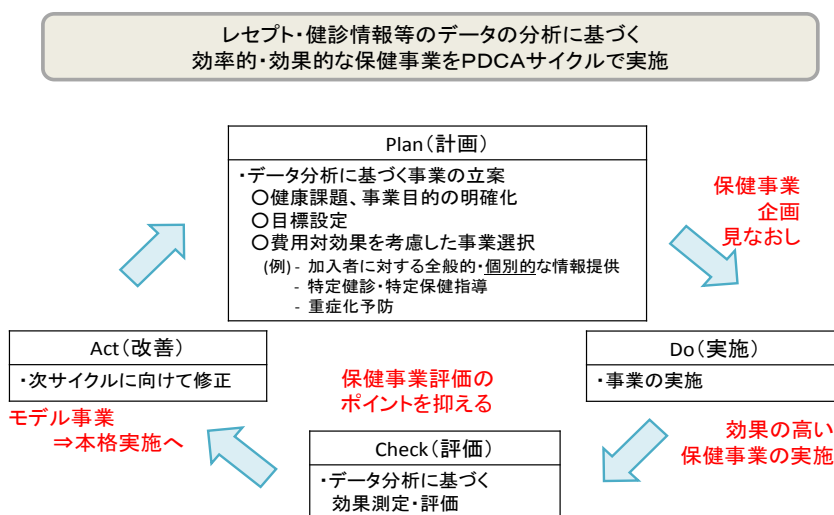 レセプト・健診情報等のデータの分析に基づく
効率的・効果的な保健事業をPDCAサイクルで実施
Plan(計画)
・データ分析に基づく事業の立案
○健康課題、事業目的の明確化
○目標設定
○費用対効果を考慮した事業選択
(例) - 加入者に対する全般的・個別的な情報提供
- 特定健診・特定保健指導
- 重症化予防
保健事業
企画
見なおし
Act(改善)
・次サイクルに向けて修正
Do(実施)
・事業の実施
保健事業評価の
ポイントを抑える
モデル事業
⇒本格実施へ
効果の高い
保健事業の実施
Check(評価)
・データ分析に基づく
効果測定・評価